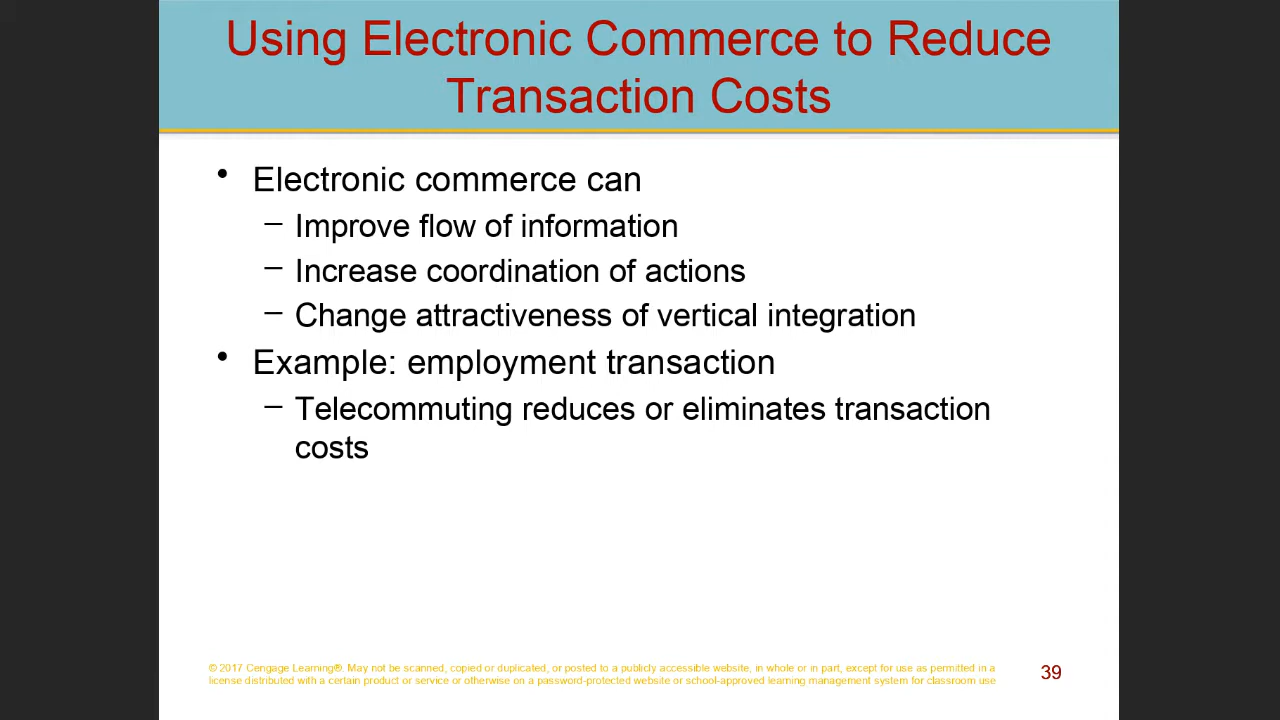 Using Electronic Commerce to Reduce
Transaction Costs
• Electronic commerce can
– Improve flow of information
– Increase coordination of actions
– Change attractiveness of vertical integration
• Example: employment transaction
– Telecommuting reduces or eliminates transaction
costs
© 2017 Cengage Learning®. May not be scanned, copied or duplicated, or posted to a publicly accessible website, in whole or in part, except for use as permitted in a
license distributed with a certain product or service or otherwise on a password-protected website or school-approved learning management system for classroom use
39